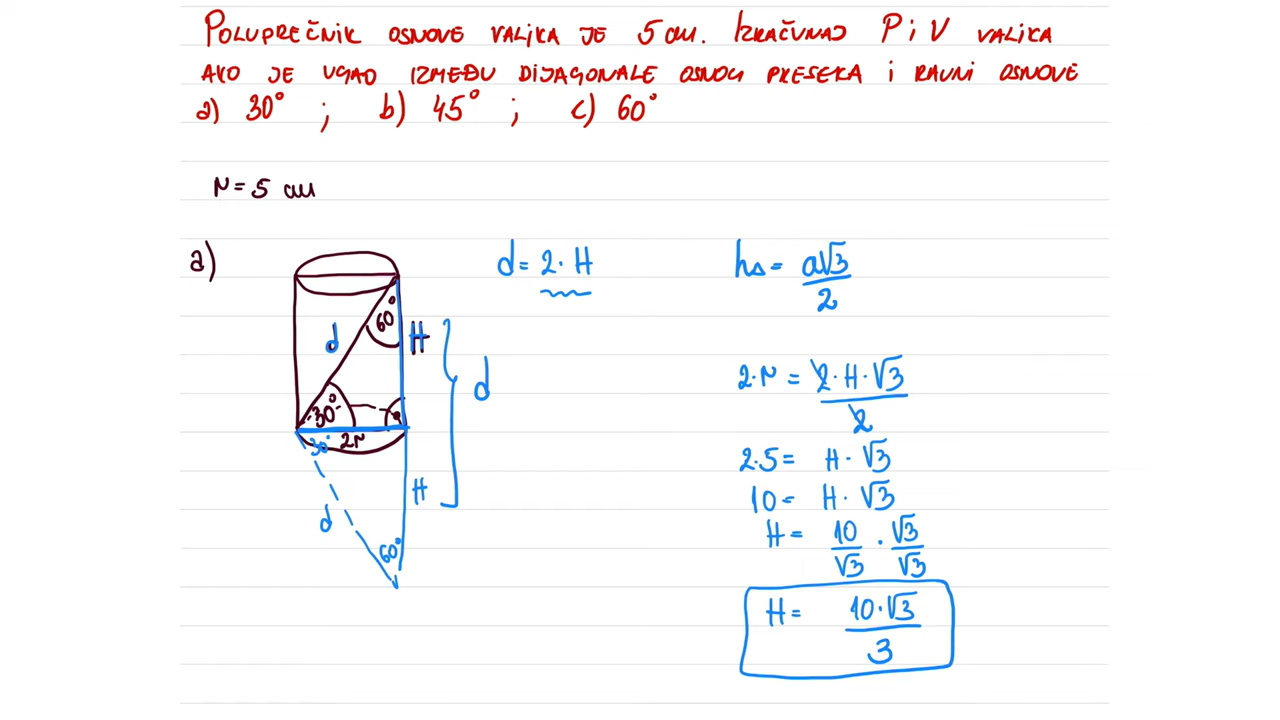 POLUPREČNIK OSNOVE VALJKA JE 5 cm. IZRAČUNAJ P i V VALJKA
AKO JE UGAO IZMEĐU DIJAGONALE OSNOG PRESEKA I RAVNI OSNOVE
a) 30° ; b) 45° ; c) 60°
r = 5 cm
a)
60°
d
H
30°
2r
30°
d
H
60°
d
d = 2·H
h△ = a√3/2
2·r = 2·H·√3/2
2·5 = H·√3
10 = H·√3
H = 10/√3 · √3/√3
H = 10·√3/3